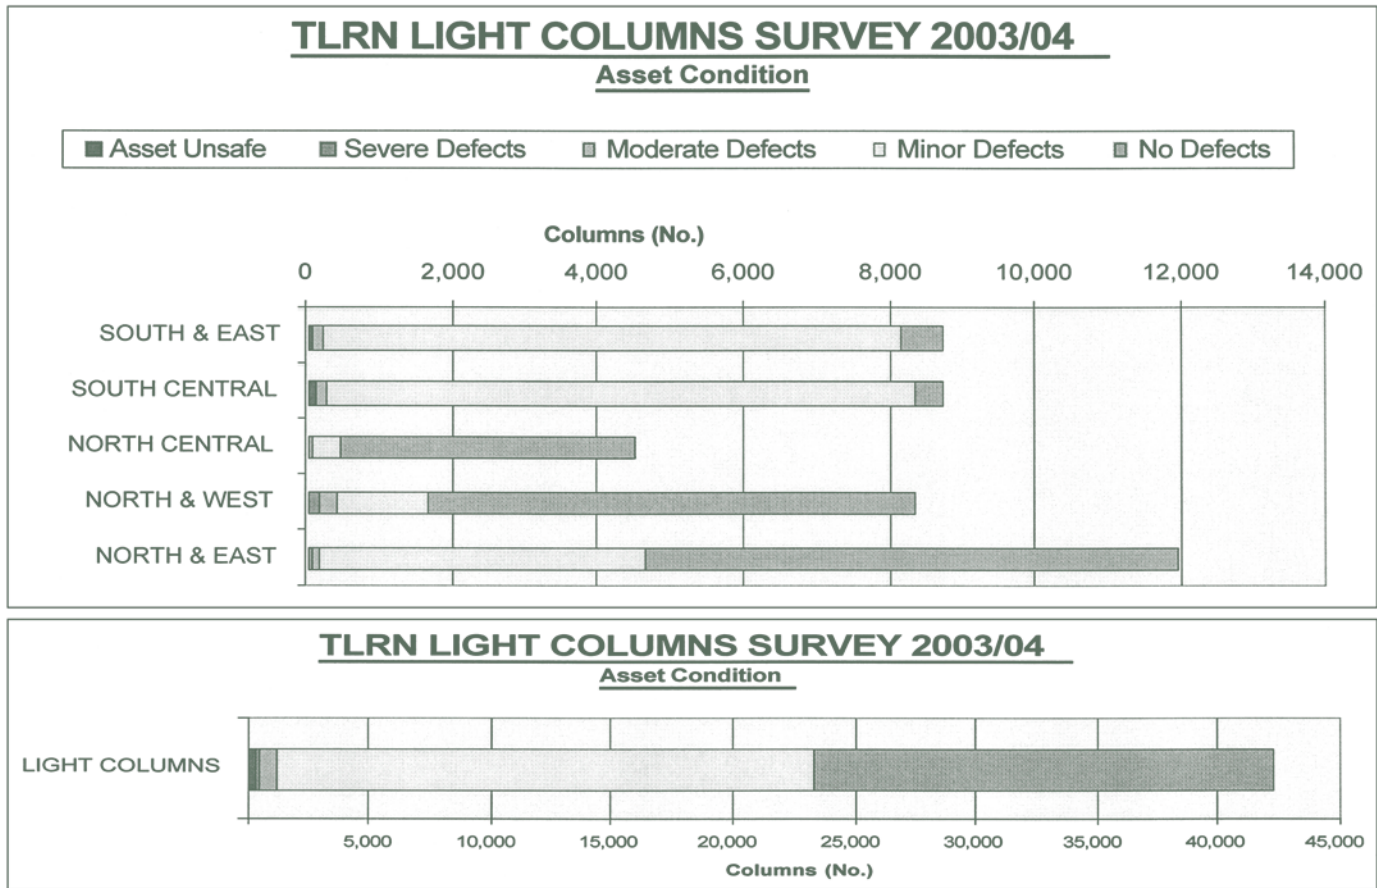 TLRN LIGHT COLUMNS SURVEY 2003/04
Asset Condition
Asset Unsafe Severe Defects Moderate Defects Minor Defects No Defects
Columns (No.)
0 2,000 4,000 6,000 8,000 10,000 12,000 14,000
SOUTH & EAST
SOUTH CENTRAL
NORTH CENTRAL
NORTH & WEST
NORTH & EAST
TLRN LIGHT COLUMNS SURVEY 2003/04
Asset Condition
LIGHT COLUMNS
5,000 10,000 15,000 20,000 25,000 30,000 35,000 40,000 45,000
Columns (No.)